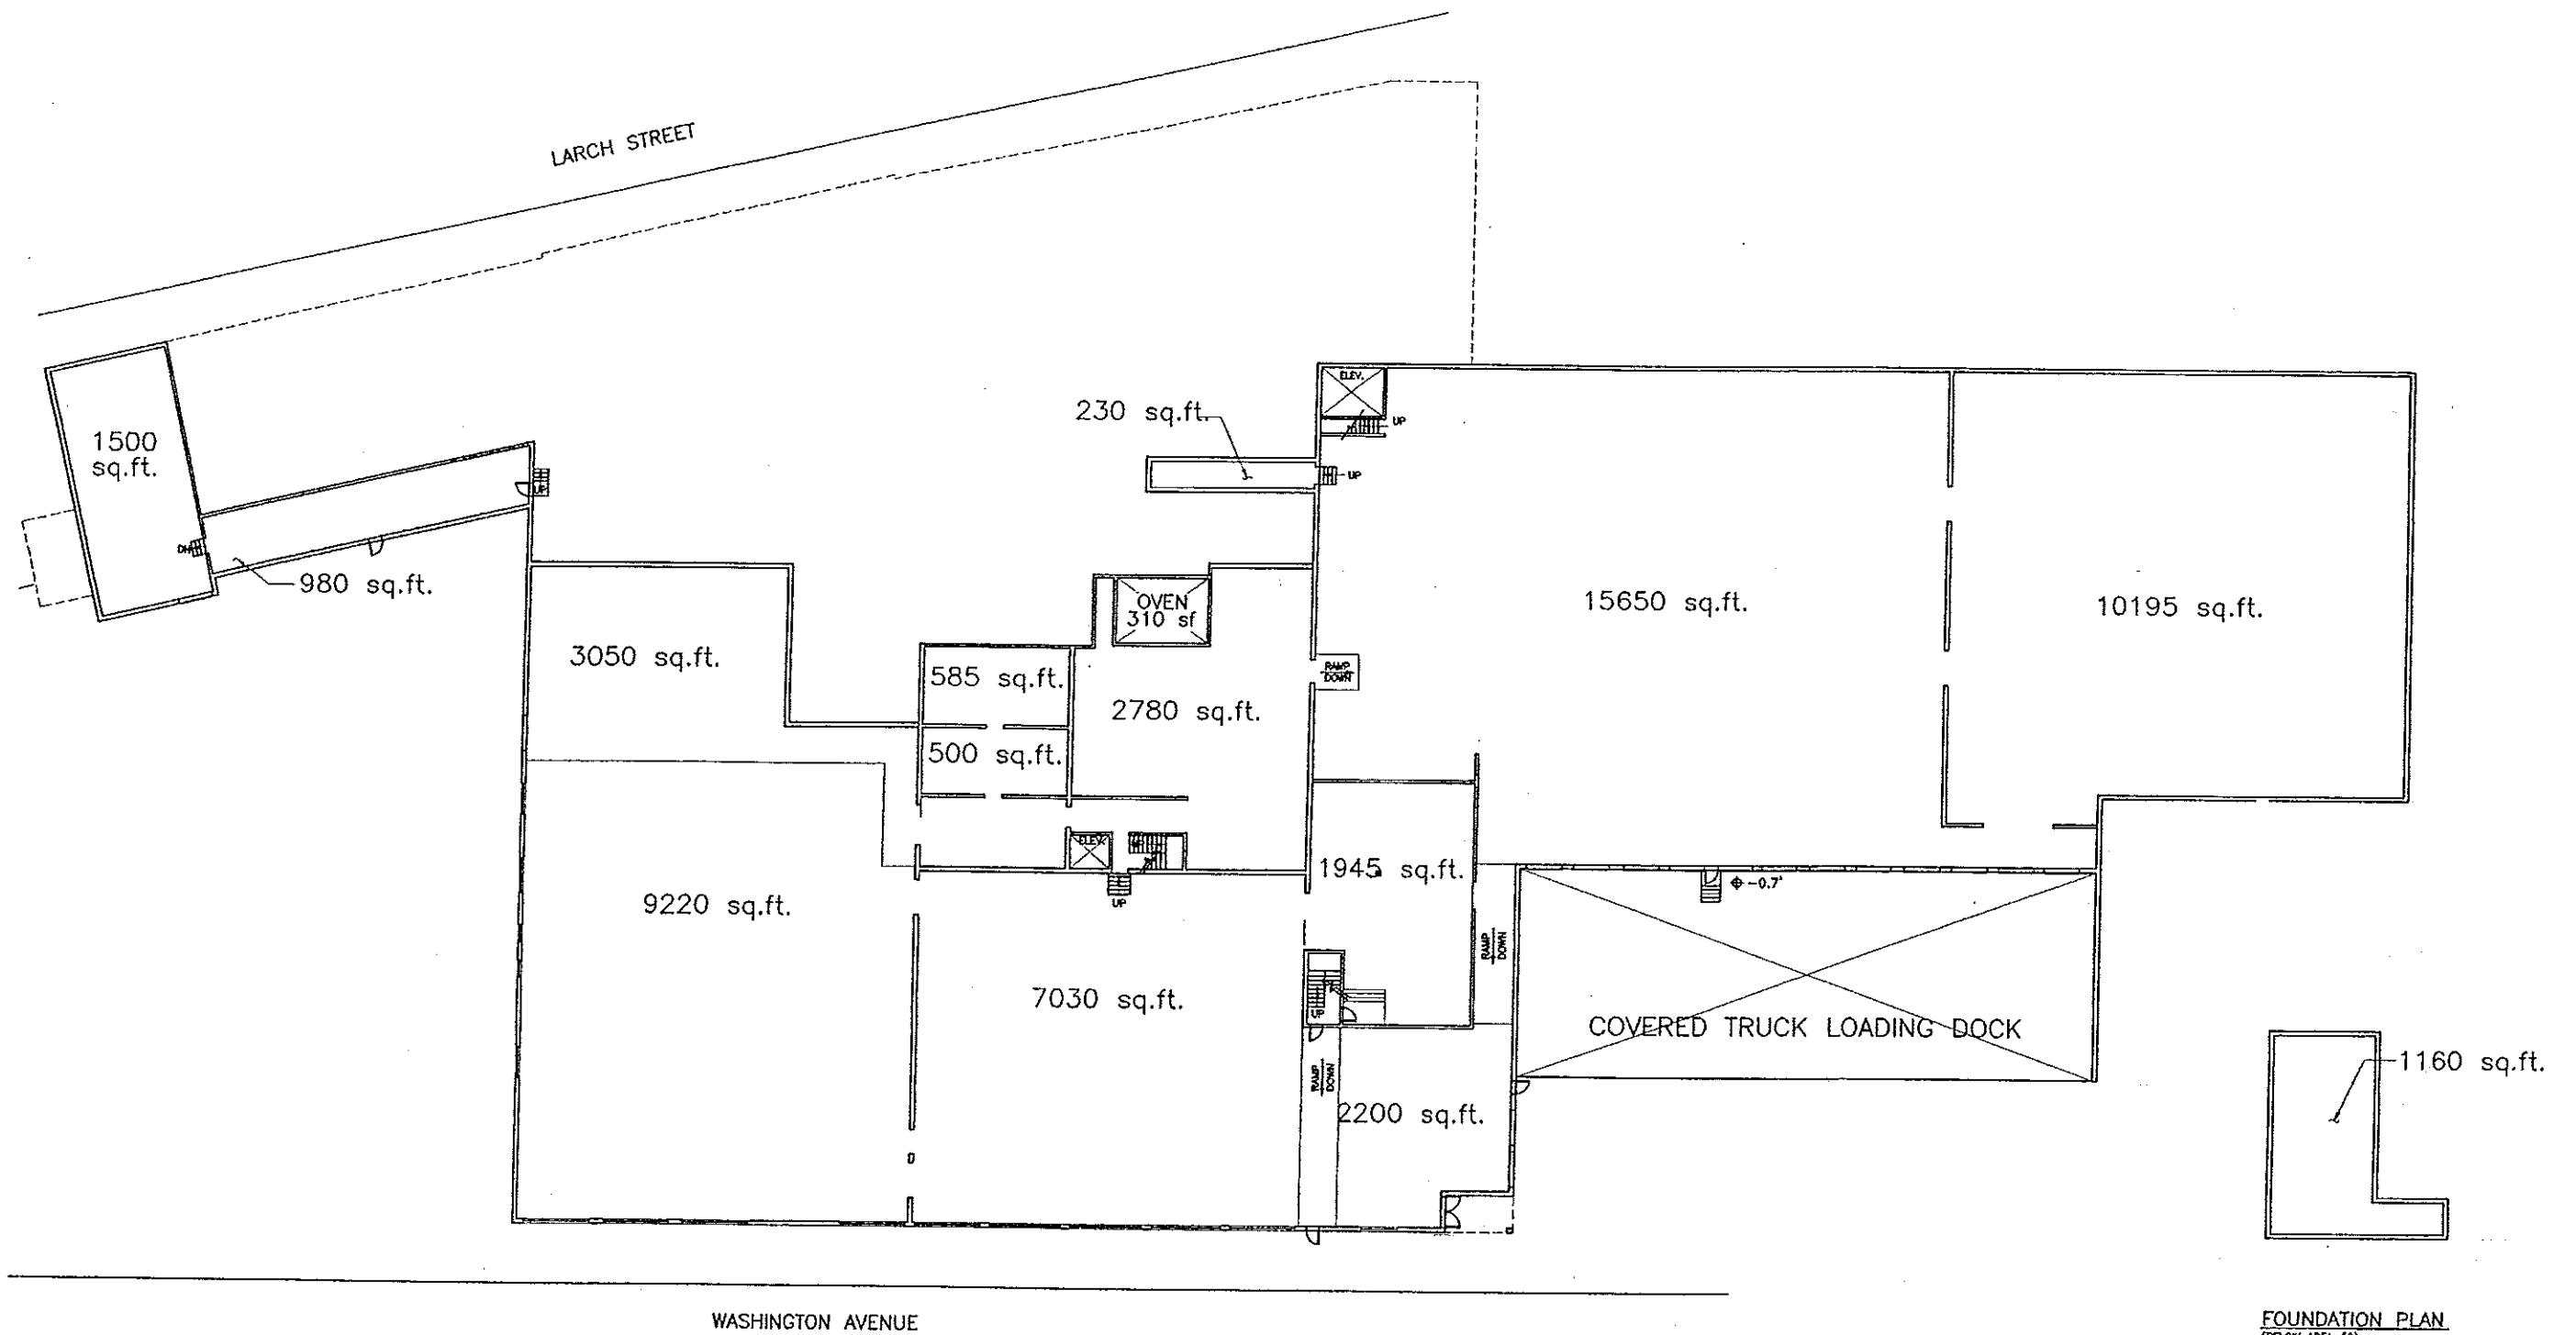 LARCH STREET
ELEV.
UP
230 sq.ft.
UP
1500
sq.ft.
UP
DN
980 sq.ft.
OVEN
310 sf
15650 sq.ft.
10195 sq.ft.
3050 sq.ft.
585 sq.ft.
RAMP
DOWN
2780 sq.ft.
500 sq.ft.
ELEV.
1945 sq.ft.
-0.7'
9220 sq.ft.
UP
RAMP
DOWN
7030 sq.ft.
UP
COVERED TRUCK LOADING DOCK
1160 sq.ft.
RAMP
DOWN
2200 sq.ft.
WASHINGTON AVENUE
FOUNDATION PLAN